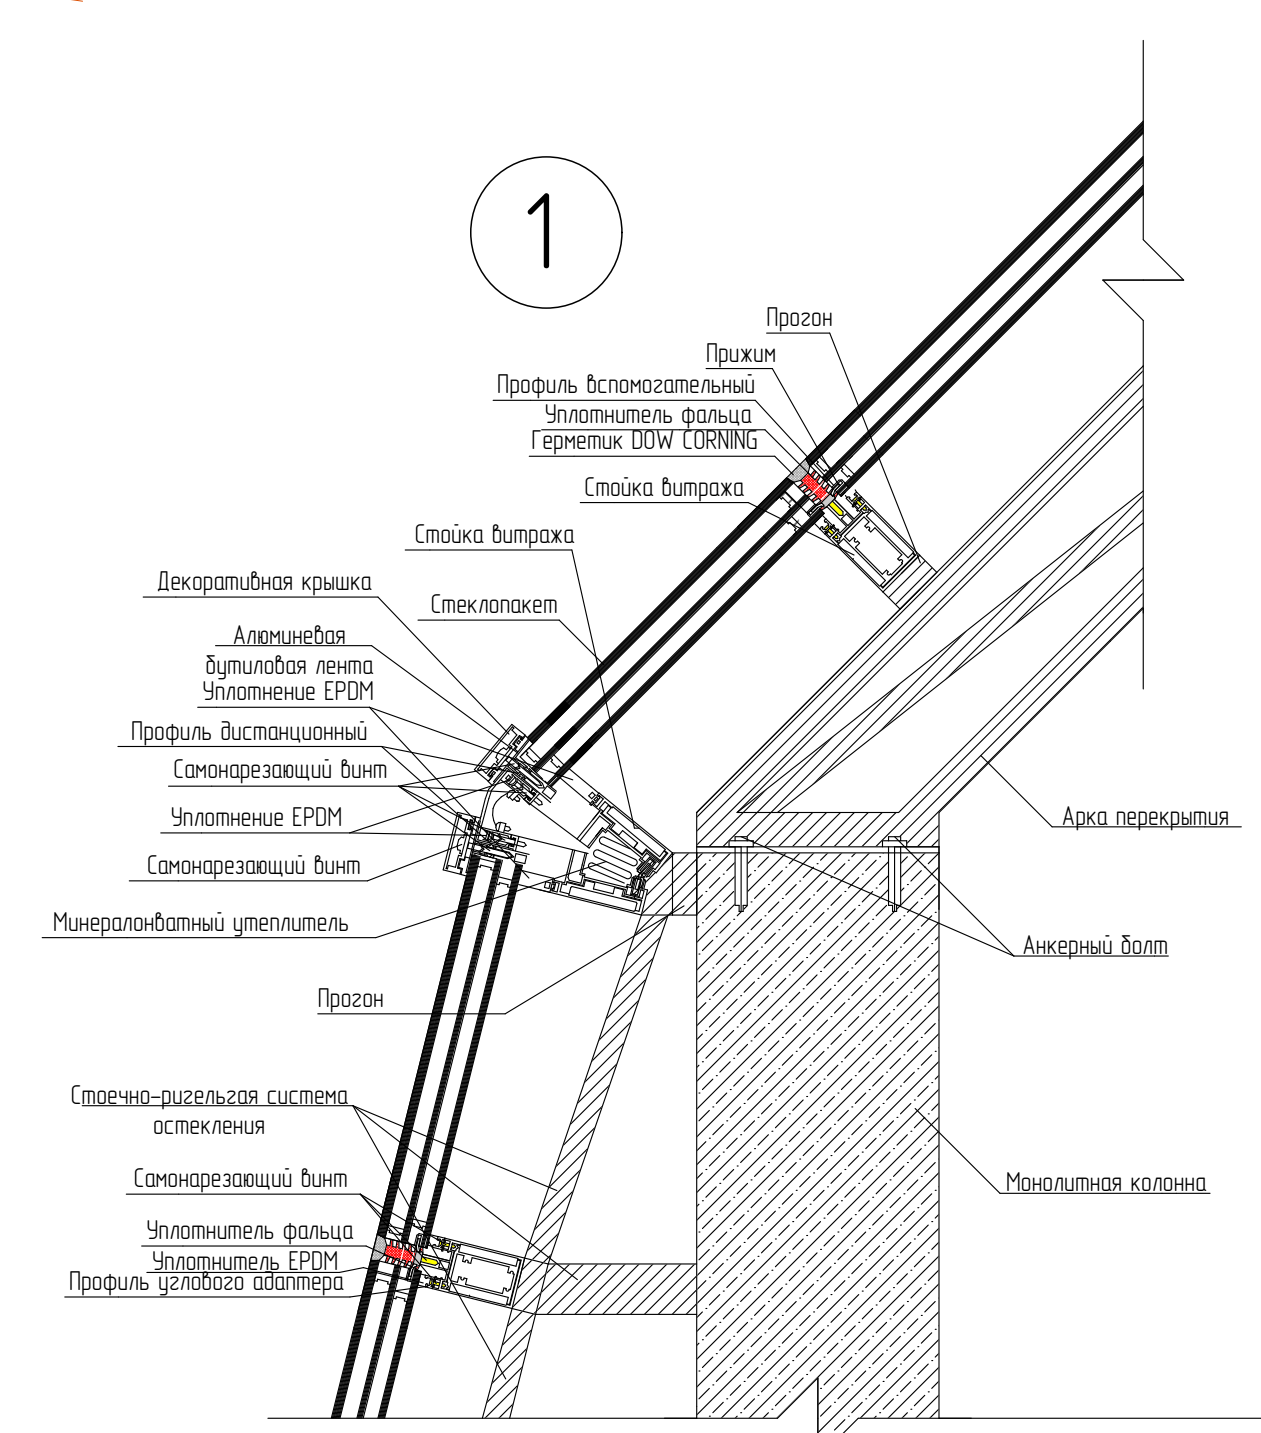 1
Прогон
Прижим
Профиль вспомогательный
Уплотнитель фальца
Герметик DOW CORNING
Стойка витража
Стойка витража
Декоративная крышка
Стеклопакет
Алюминевая
бутиловая лента
Уплотнение EPDM
Профиль дистанционный
Самонарезающий винт
Уплотнение EPDM
Арка перекрытия
Самонарезающий винт
Минералонватный утеплитель
Анкерный болт
Прогон
Стоечно-ригельгая система
остекления
Самонарезающий винт
Монолитная колонна
Уплотнитель фальца
Уплотнитель EPDM
Профиль углового адаптера